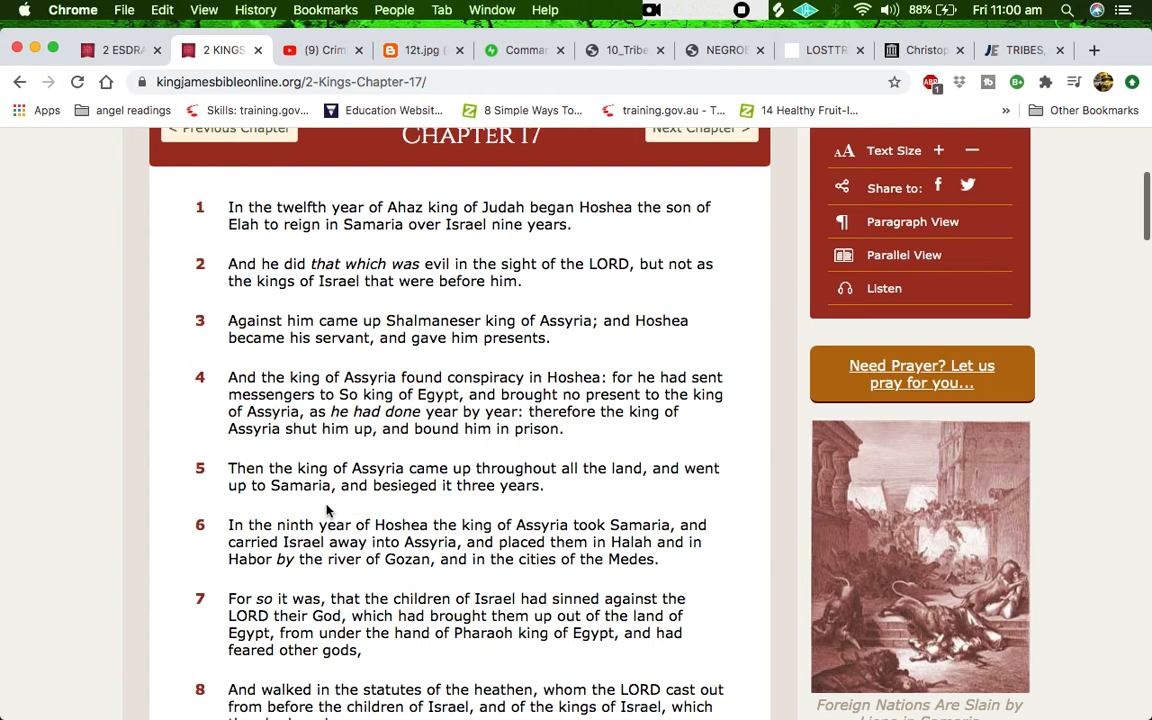 Chrome File Edit View History Bookmarks People Tab Window Help 88% Fri 11:00 am
2 ESDRA 2 KINGS (9) Crim 12t.jpg ( Commar 10_Tribe NEGROE LOSTTR Christop TRIBES,
kingjamesbibleonline.org/2-Kings-Chapter-17/
Apps angel readings Skills: training.gov... Education Websit... 8 Simple Ways To... training.gov.au - T... 14 Healthy Fruit-I... » Other Bookmarks
< Previous Chapter CHAPTER 17 Next Chapter >
1 In the twelfth year of Ahaz king of Judah began Hoshea the son of
Elah to reign in Samaria over Israel nine years.
2 And he did that which was evil in the sight of the LORD, but not as
the kings of Israel that were before him.
3 Against him came up Shalmaneser king of Assyria; and Hoshea
became his servant, and gave him presents.
4 And the king of Assyria found conspiracy in Hoshea: for he had sent
messengers to So king of Egypt, and brought no present to the king
of Assyria, as he had done year by year: therefore the king of
Assyria shut him up, and bound him in prison.
5 Then the king of Assyria came up throughout all the land, and went
up to Samaria, and besieged it three years.
6 In the ninth year of Hoshea the king of Assyria took Samaria, and
carried Israel away into Assyria, and placed them in Halah and in
Habor by the river of Gozan, and in the cities of the Medes.
7 For so it was, that the children of Israel had sinned against the
LORD their God, which had brought them up out of the land of
Egypt, from under the hand of Pharaoh king of Egypt, and had
feared other gods,
8 And walked in the statutes of the heathen, whom the LORD cast out
from before the children of Israel, and of the kings of Israel, which
AA Text Size + —
Share to:
Paragraph View
Parallel View
Listen
Need Prayer? Let us
pray for you...
Foreign Nations Are Slain by
Lions in Samaria